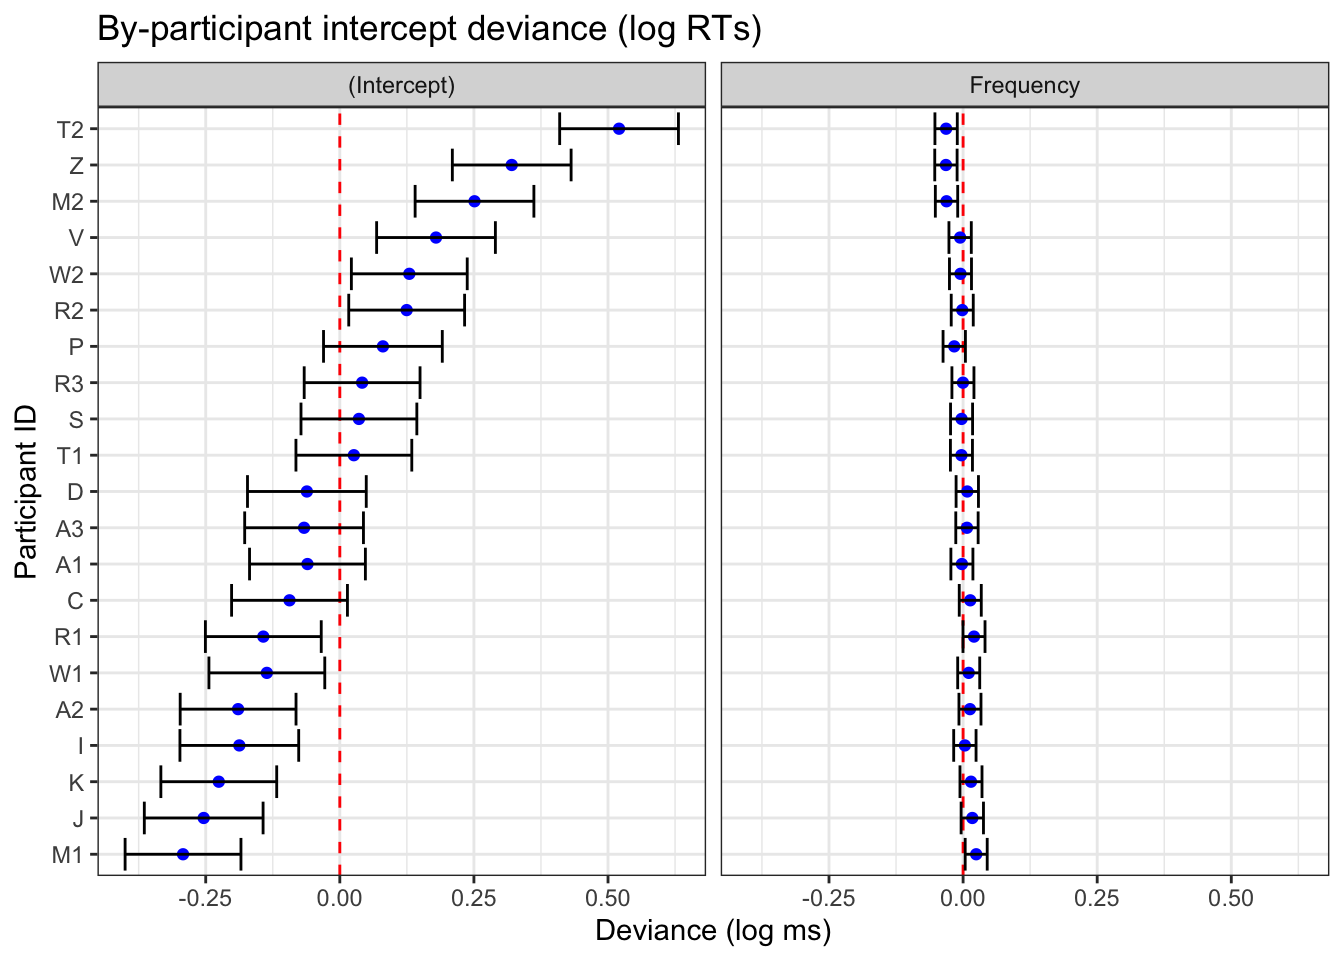 By-participant intercept deviance (log RTs)
(Intercept)
Frequency
Participant ID
T2
Z
M2
V
W2
R2
P
R3
S
T1
D
A3
A1
C
R1
W1
A2
I
K
J
M1
-0.25 0.00 0.25 0.50
-0.25 0.00 0.25 0.50
Deviance (log ms)